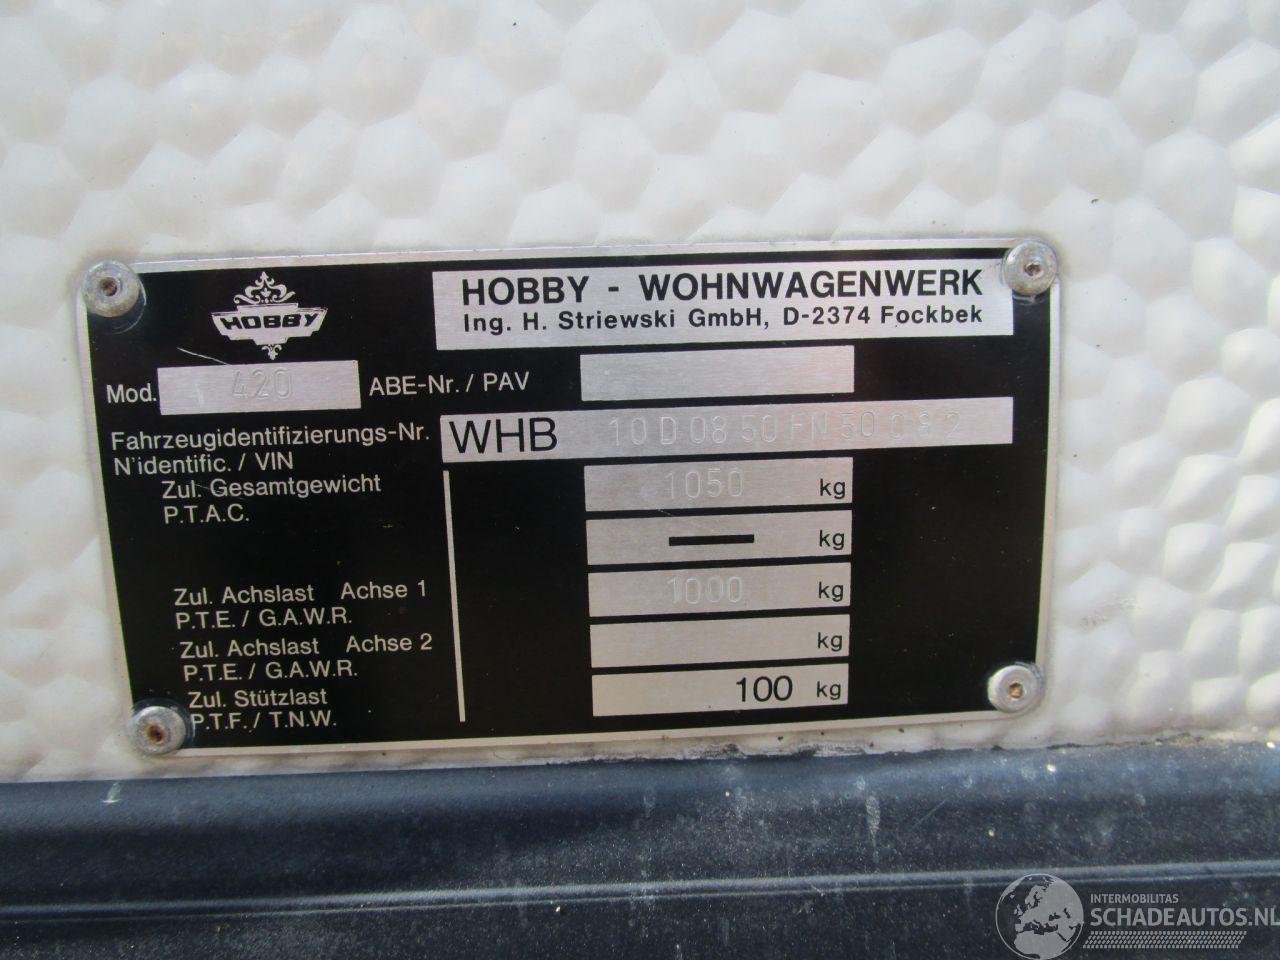 HOBBY
HOBBY - WOHNWAGENWERK
Ing. H. Striewski GmbH, D-2374 Fockbek
Mod. 420 ABE-Nr. / PAV
Fahrzeugidentifizierungs-Nr. WHB 10D0850FN50082
N'identific. / VIN
Zul. Gesamtgewicht 1050 kg
P.T.A.C.
kg
Zul. Achslast Achse 1 1000 kg
P.T.E. / G.A.W.R.
Zul. Achslast Achse 2 kg
P.T.E. / G.A.W.R.
Zul. Stützlast 100 kg
P.T.F. / T.N.W.
INTERMOBILITAS
SCHADEAUTOS.NL